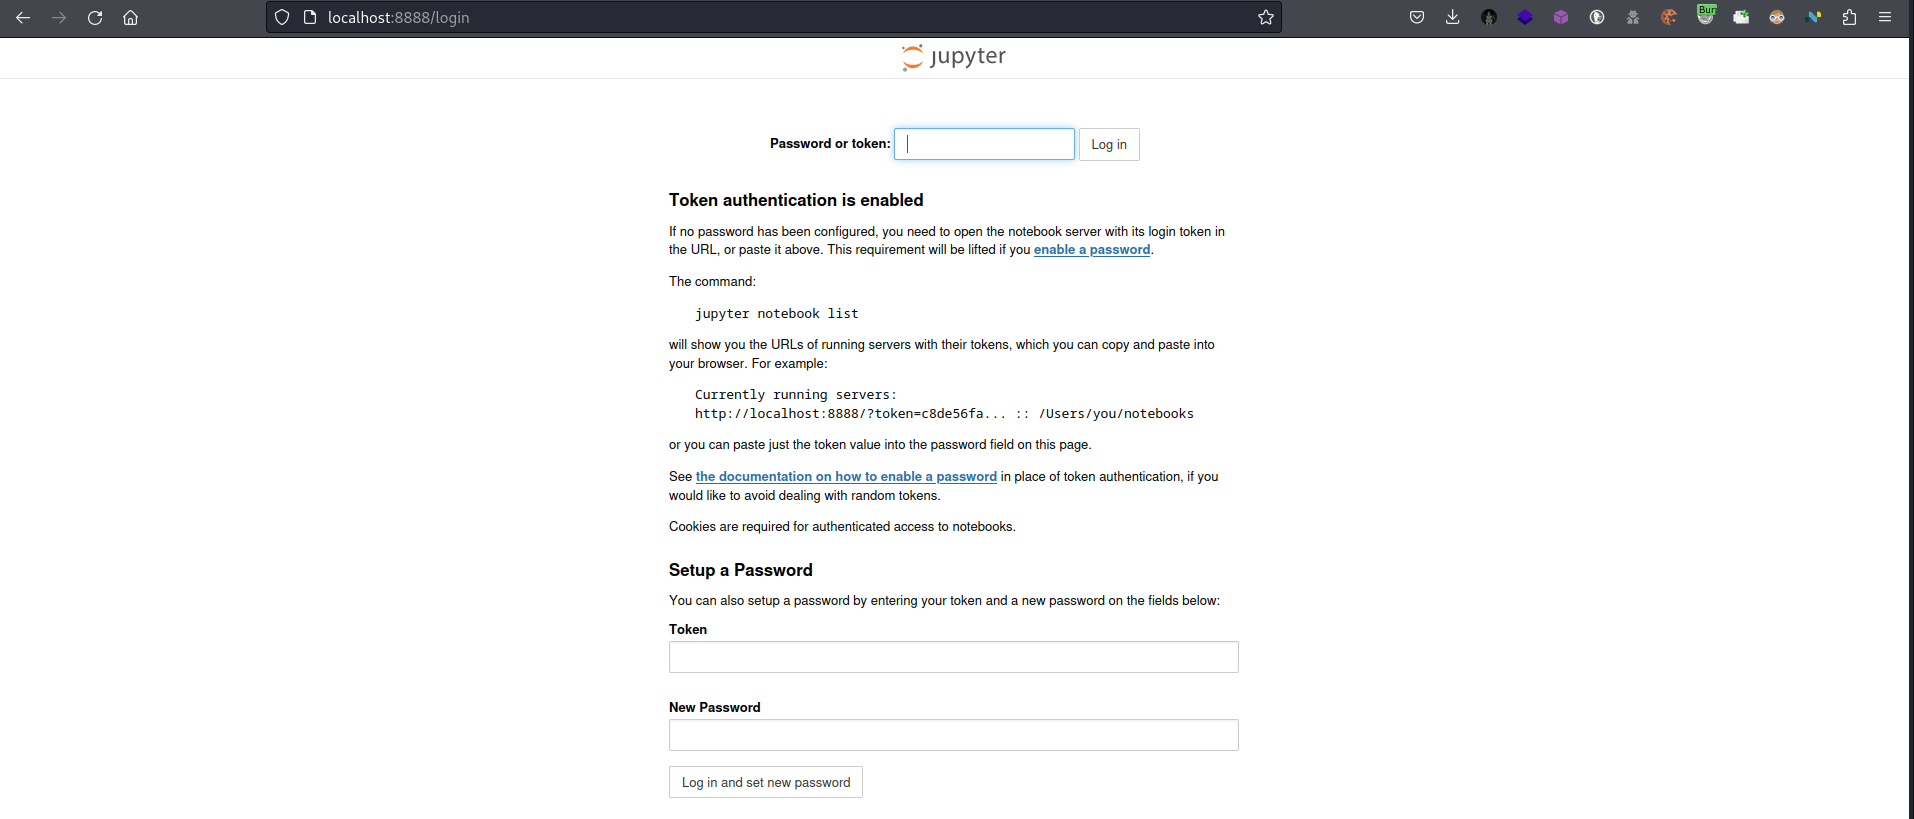 localhost:8888/login
Bur
jupyter
Password or token:
Log in
Token authentication is enabled
If no password has been configured, you need to open the notebook server with its login token in
the URL, or paste it above. This requirement will be lifted if you enable a password.
The command:
jupyter notebook list
will show you the URLs of running servers with their tokens, which you can copy and paste into
your browser. For example:
Currently running servers:
http://localhost:8888/?token=c8de56fa... :: /Users/you/notebooks
or you can paste just the token value into the password field on this page.
See the documentation on how to enable a password in place of token authentication, if you
would like to avoid dealing with random tokens.
Cookies are required for authenticated access to notebooks.
Setup a Password
You can also setup a password by entering your token and a new password on the fields below:
Token
New Password
Log in and set new password